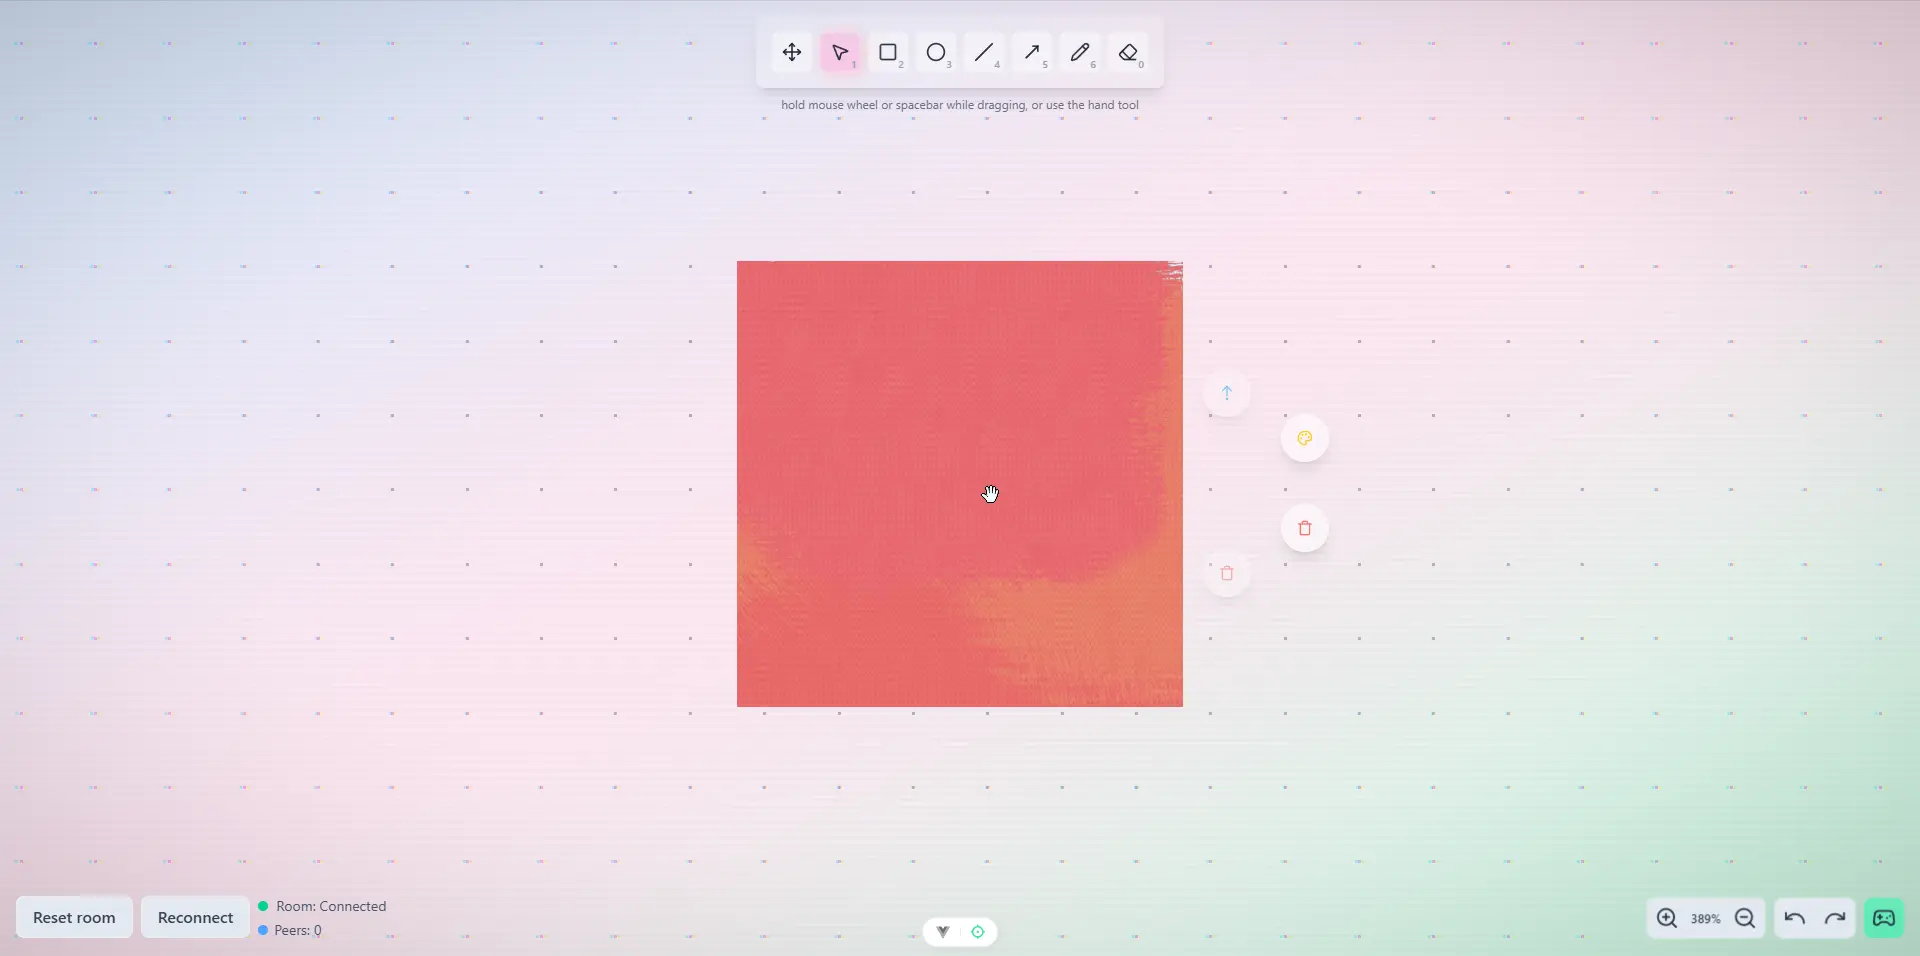 1
2
3
4
5
6
0
hold mouse wheel or spacebar while dragging, or use the hand tool
Reset room
Reconnect
Room: Connected
Peers: 0
389%